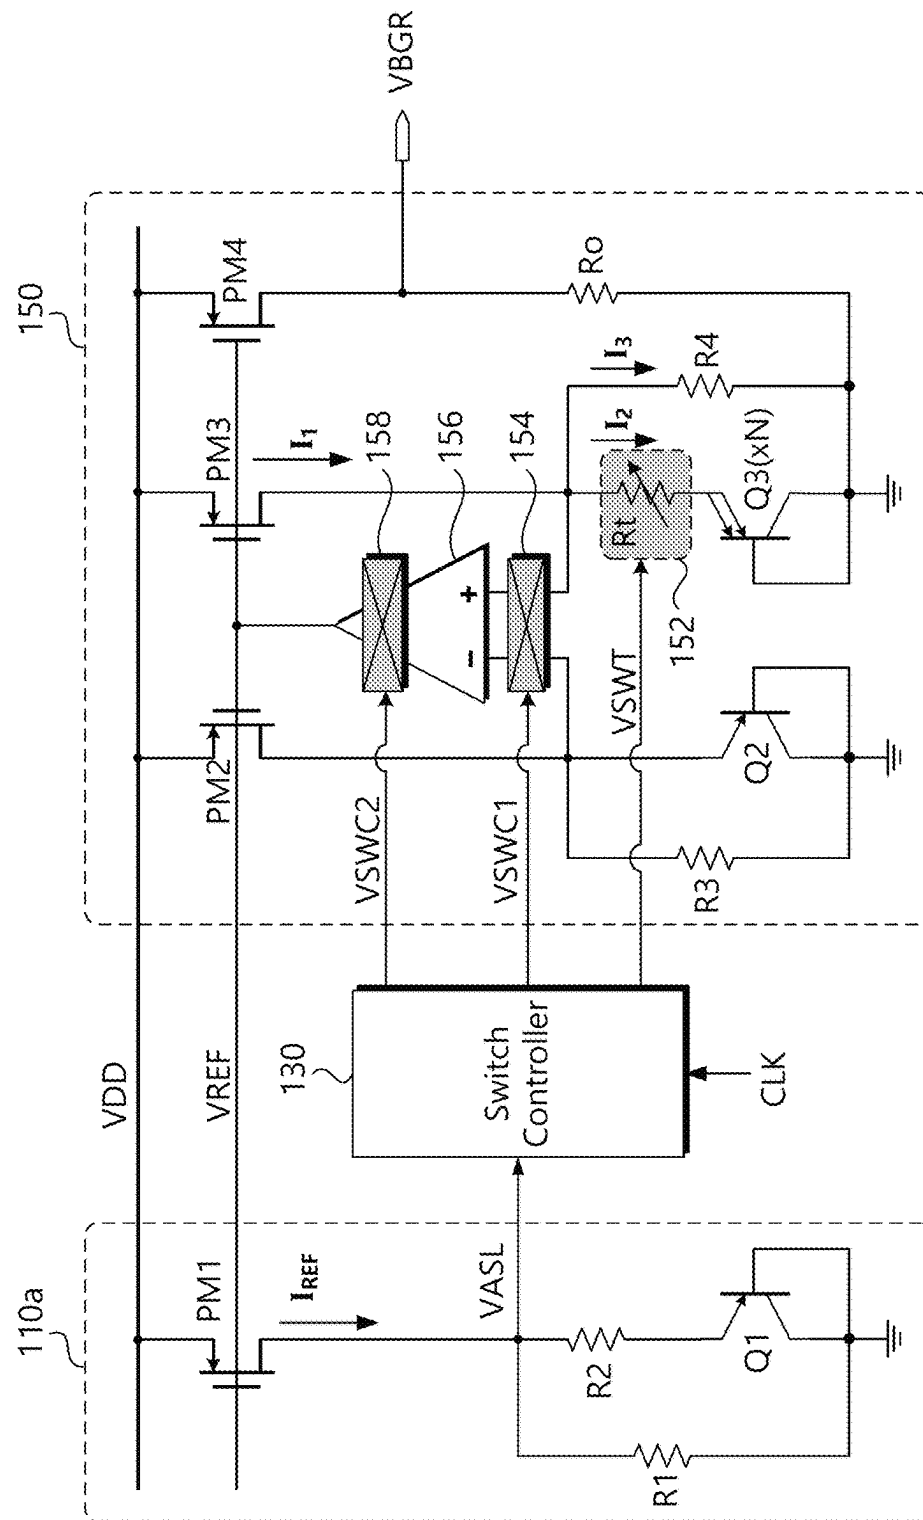 110a
VDD
VREF
PM1
I_REF
VASL
R2
R1
Q1
130
Switch
Controller
CLK
150
VSWC2
VSWC1
VSWT
PM2
PM3
PM4
I₁
158
156
154
−
+
I₃
I₂
Rt
152
R3
Q2
Q3(xN)
R4
Ro
VBGR